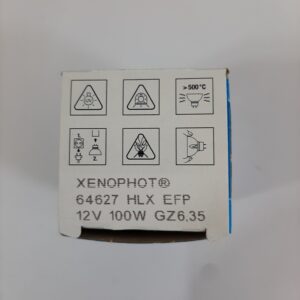 >500°C
L
Z
XENOPHOT®
64627 HLX EFP
12V 100W GZ6,35